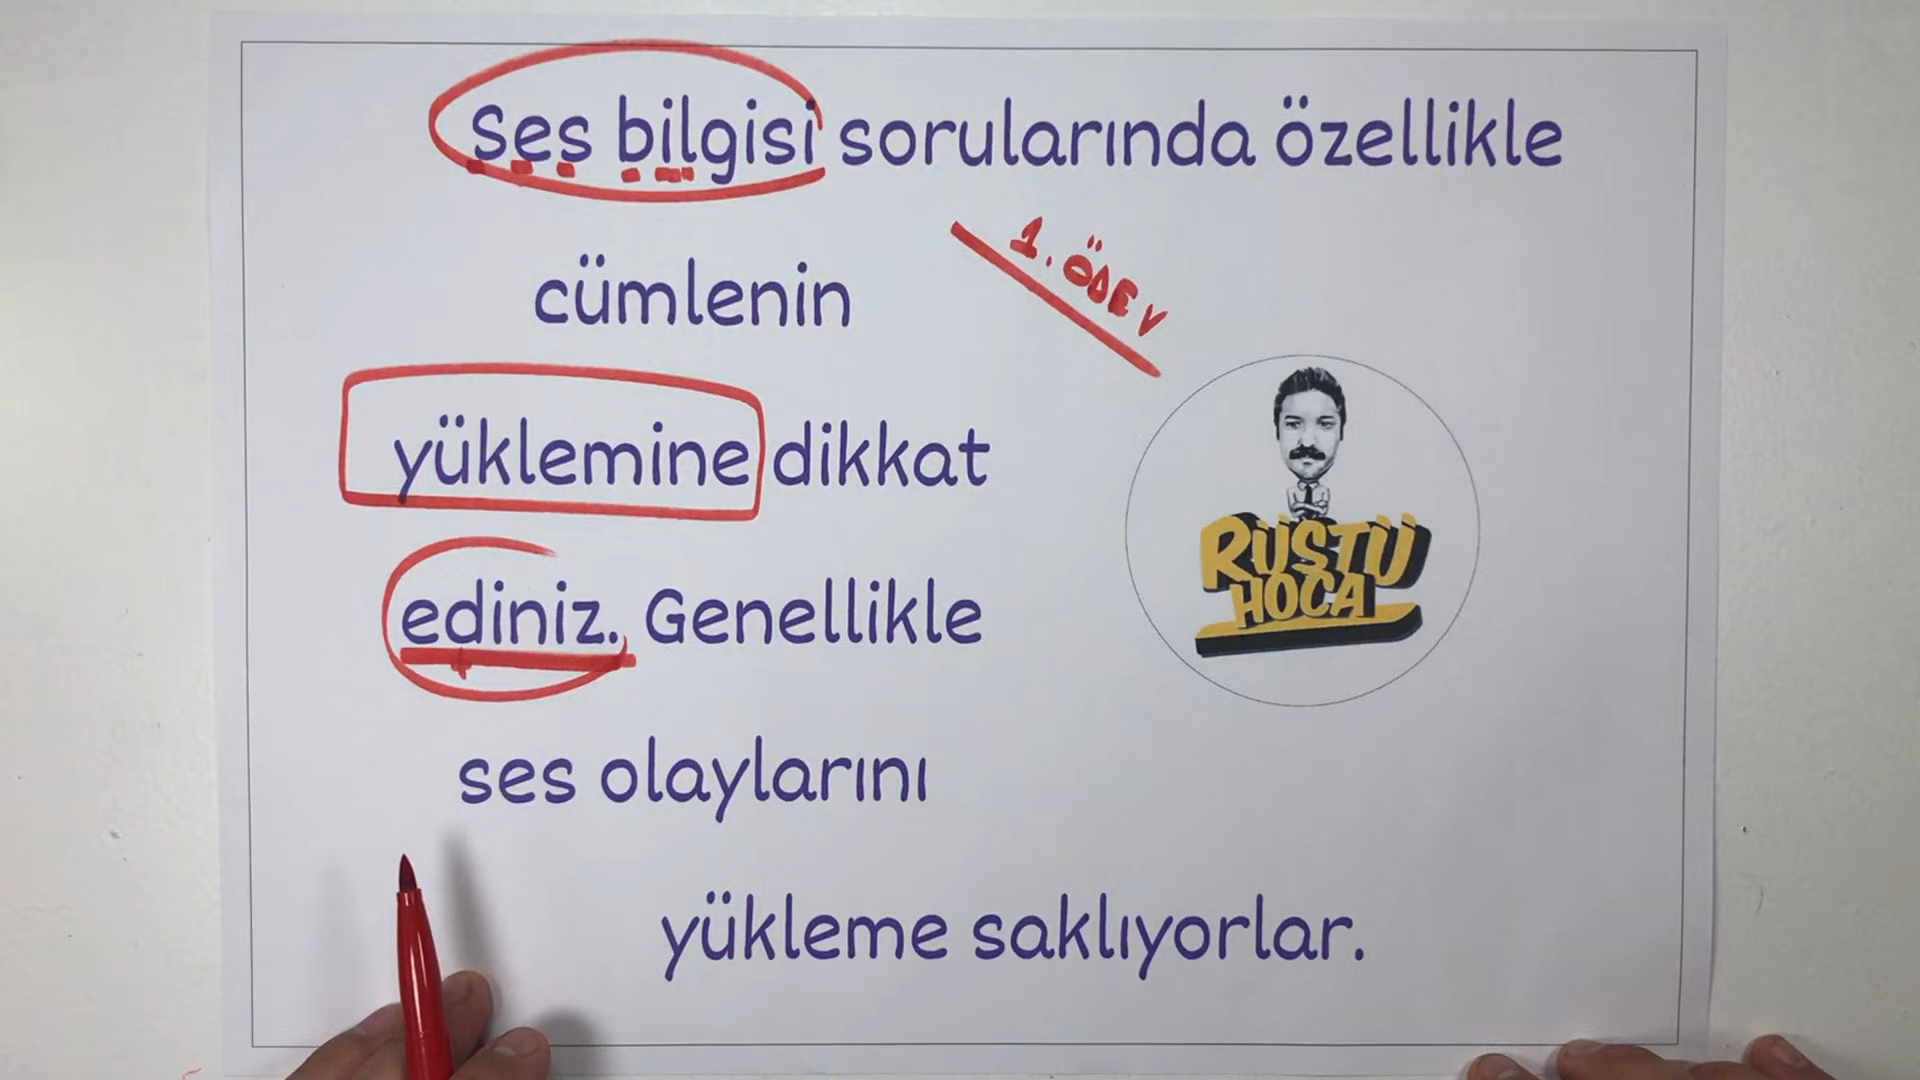 Ses bilgisi sorularında özellikle
cümlenin
1. ÖDEV
yüklemine dikkat
ediniz. Genellikle
RÜŞTÜ
HOCA
ses olaylarını
yükleme saklıyorlar.